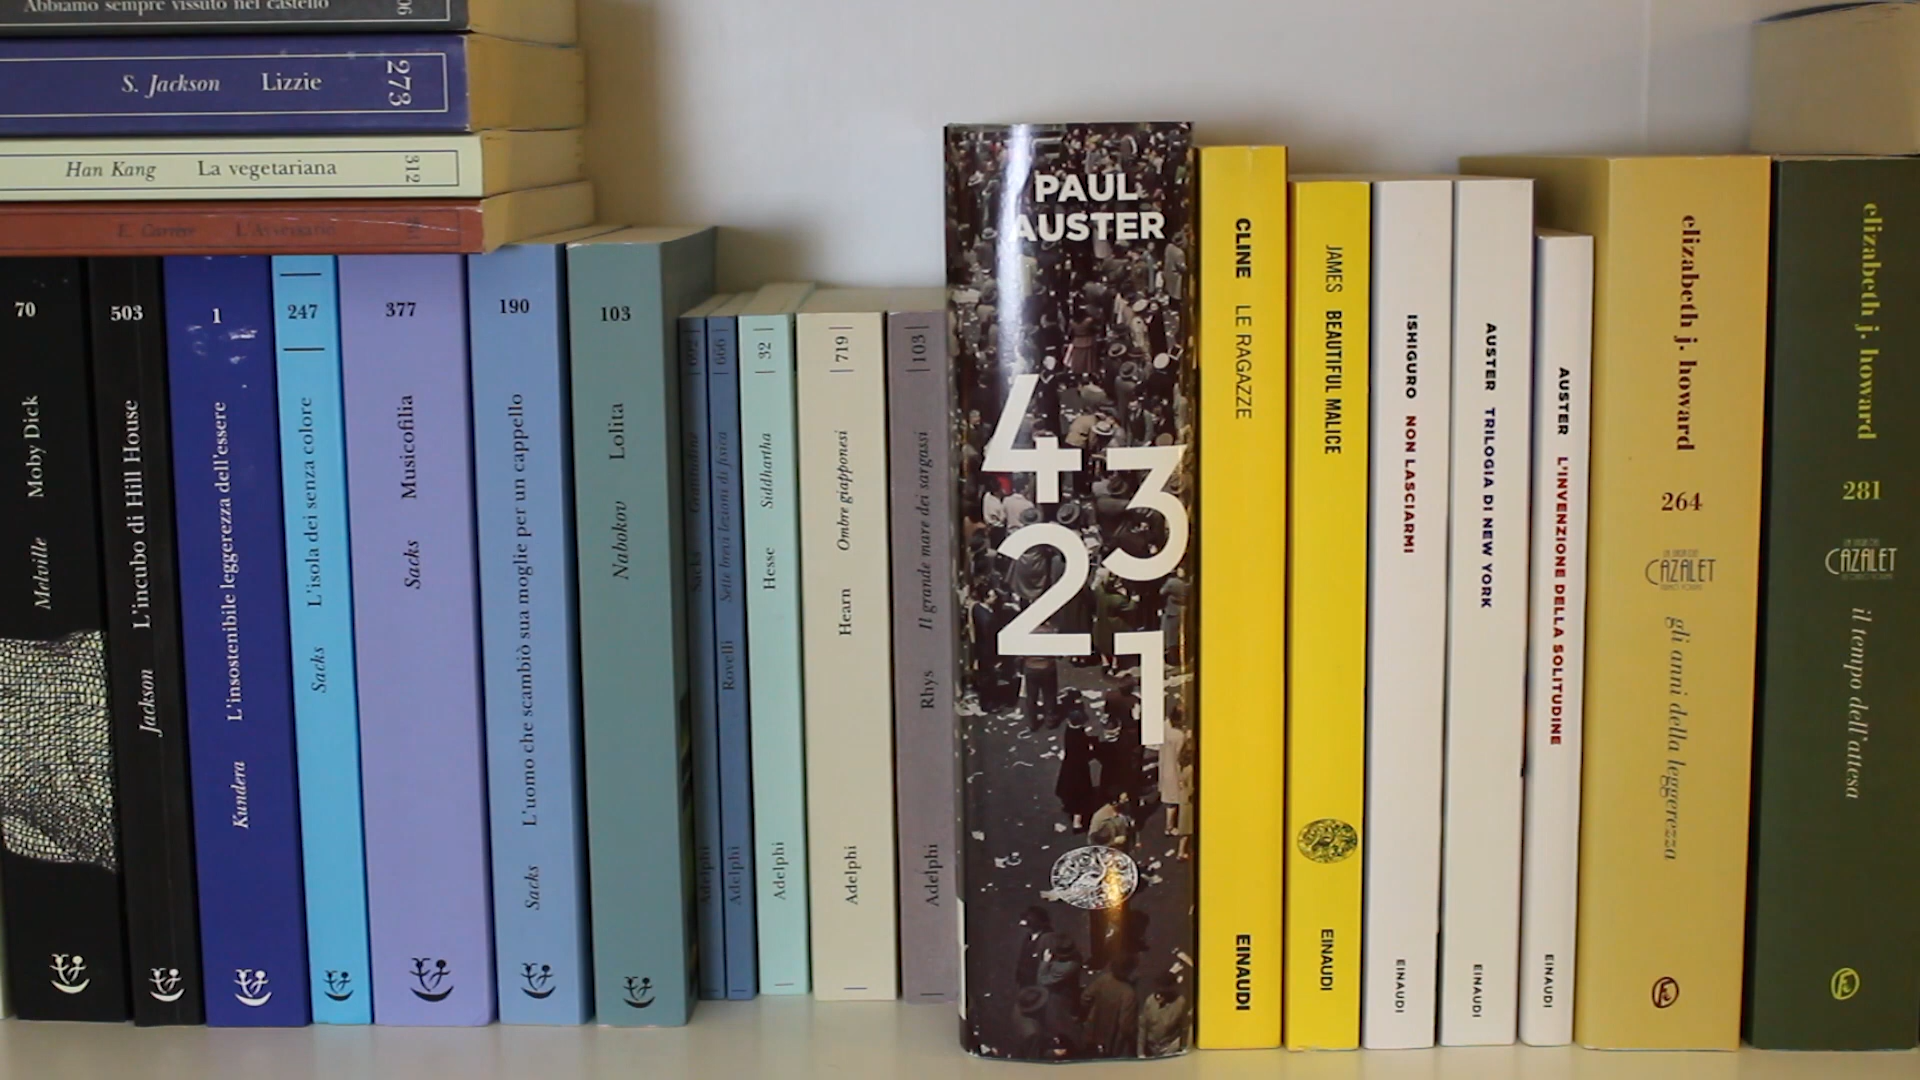 Abbiamo sempre vissuto nel castello
S. Jackson Lizzie 273
Han Kang La vegetariana 312
70 Moby Dick Melville
503 L'incubo di Hill House Jackson
1 L'insostenibile leggerezza dell'essere Kundera
247 L'isola dei senza colore Sacks
377 Musicofilia Sacks
190 L'uomo che scambiò sua moglie per un cappello Sacks
103 Lolita Nabokov
Sacks Gratitudine Adelphi
666 Sette brevi lezioni di fisica Rovelli Adelphi
32 Siddhartha Hesse Adelphi
719 Ombre giapponesi Hearn Adelphi
103 Il grande mare dei sargassi Rhys Adelphi
PAUL
AUSTER
4
3
2
1
CLINE LE RAGAZZE EINAUDI
JAMES BEAUTIFUL MALICE EINAUDI
ISHIGURO NON LASCIARMI EINAUDI
AUSTER TRILOGIA DI NEW YORK EINAUDI
AUSTER L'INVENZIONE DELLA SOLITUDINE EINAUDI
elizabeth j. howard
264
CAZALET
gli anni della leggerezza
elizabeth j. howard
281
CAZALET
il tempo dell'attesa